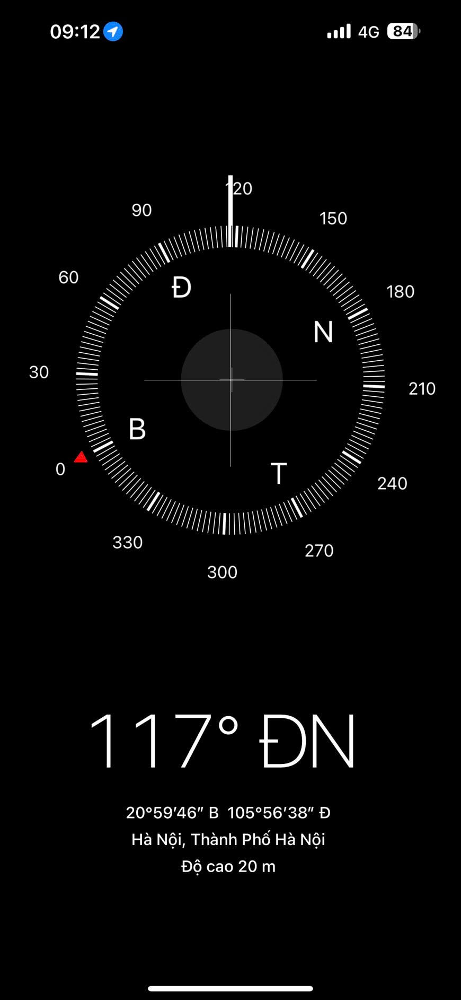 09:12 4G 84
120
90 150
60 180
Đ
N
30 210
B
T
0 240
330 270
300
117° ĐN
20°59′46″ B 105°56′38″ Đ
Hà Nội, Thành Phố Hà Nội
Độ cao 20 m